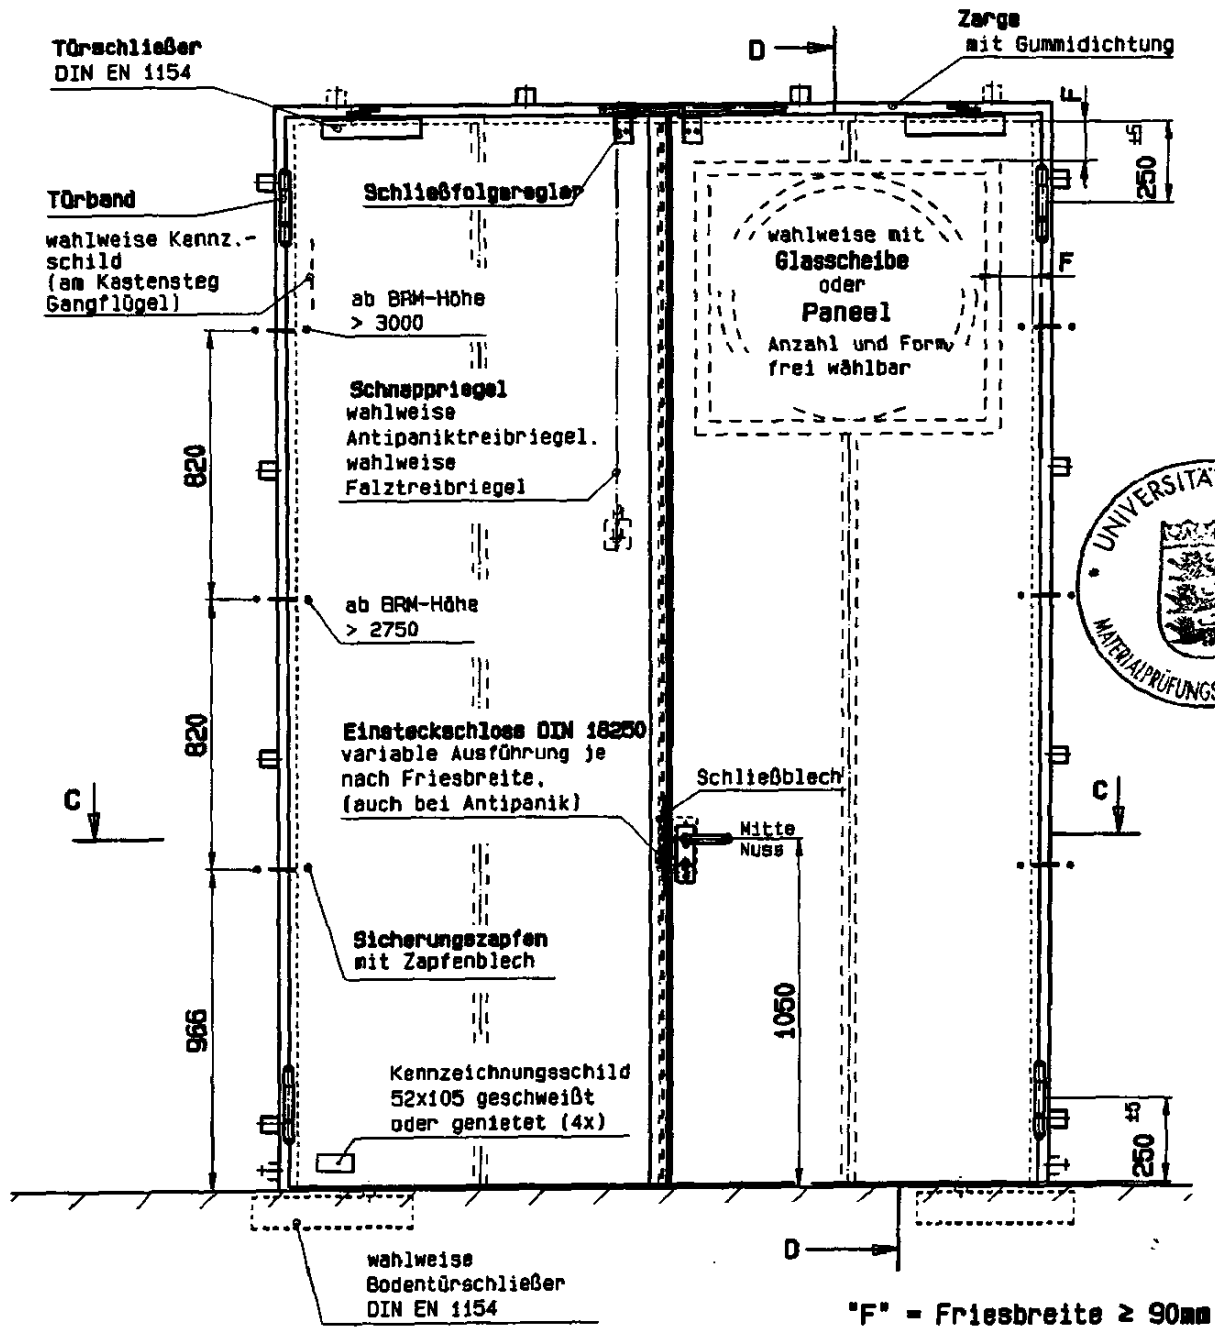 Türschließer
DIN EN 1154
D
Zarge
mit Gummidichtung
F
250 ±5
Türband
wahlweise Kennz.-
schild
(am Kastensteg
Gangflügel)
Schließfolgeregler
wahlweise mit
Glasscheibe
oder
Paneel
Anzahl und Form
frei wählbar
F
ab BRM-Höhe
> 3000
Schnappriegel
wahlweise
Antipaniktreibriegel.
wahlweise
Falztreibriegel
820
* UNIVERSITÄ
MATERIALPRÜFUNGS
ab BRM-Höhe
> 2750
820
Einsteckschloss DIN 18250
variable Ausführung je
nach Friesbreite,
(auch bei Antipanik)
Schließblech
C
C
Mitte
Nuss
Sicherungszapfen
mit Zapfenblech
966
1050
Kennzeichnungsschild
52x105 geschweißt
oder genietet (4x)
250 ±5
D
wahlweise
Bodentürschließer
DIN EN 1154
"F" = Friesbreite ≥ 90mm